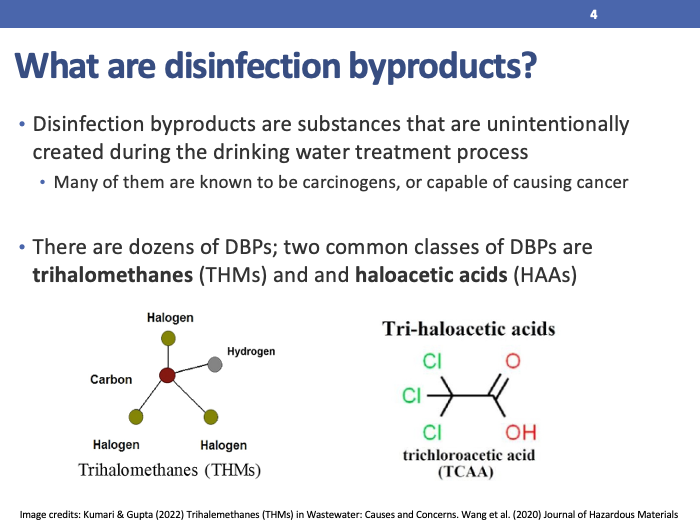 4
What are disinfection byproducts?
• Disinfection byproducts are substances that are unintentionally
created during the drinking water treatment process
• Many of them are known to be carcinogens, or capable of causing cancer
• There are dozens of DBPs; two common classes of DBPs are
trihalomethanes (THMs) and and haloacetic acids (HAAs)
Halogen
Hydrogen
Carbon
Halogen Halogen
Trihalomethanes (THMs)
Tri-haloacetic acids
Cl O
Cl
Cl OH
trichloroacetic acid
(TCAA)
Image credits: Kumari & Gupta (2022) Trihalemethanes (THMs) in Wastewater: Causes and Concerns. Wang et al. (2020) Journal of Hazardous Materials